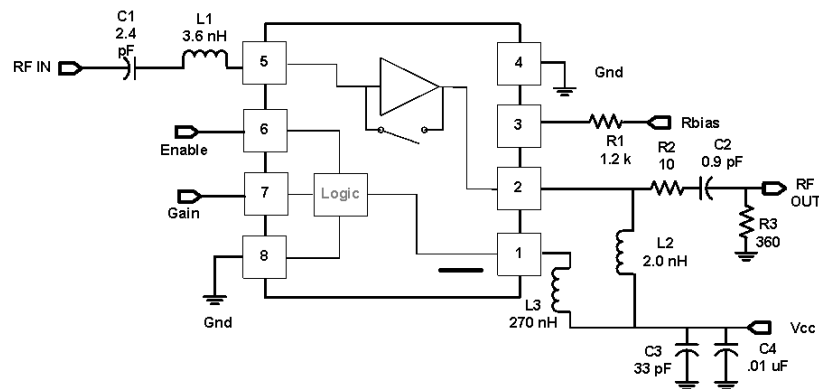 C1
2.4
pF
L1
3.6 nH
RF IN
5
4
Gnd
6
Enable
3
R1
1.2 k
Rbias
R2
10
C2
0.9 pF
7
Gain
Logic
2
RF
OUT
R3
360
8
Gnd
1
L2
2.0 nH
L3
270 nH
Vcc
C3
33 pF
C4
.01 uF